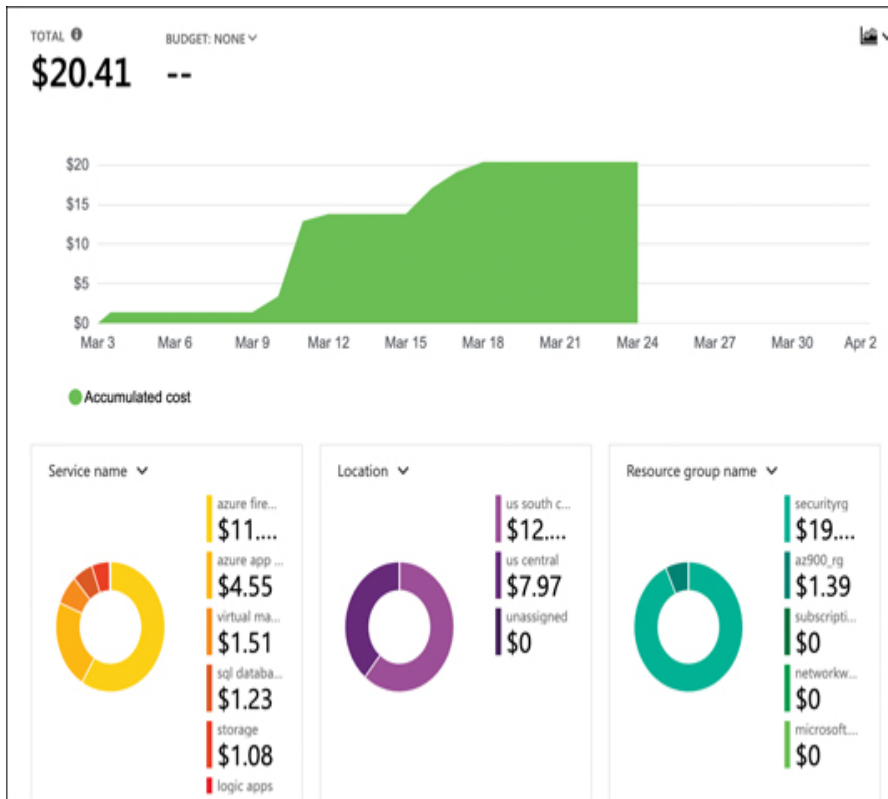 TOTAL
BUDGET: NONE
$20.41
--
$20
$15
$10
$5
$0
Mar 3 Mar 6 Mar 9 Mar 12 Mar 15 Mar 18 Mar 21 Mar 24 Mar 27 Mar 30 Apr 2
Accumulated cost
Service name
azure fire...
$11....
azure app ...
$4.55
virtual ma...
$1.51
sql databa...
$1.23
storage
$1.08
logic apps
Location
us south c...
$12....
us central
$7.97
unassigned
$0
Resource group name
securityrg
$19....
az900_rg
$1.39
subscripti...
$0
networkw...
$0
microsoft....
$0